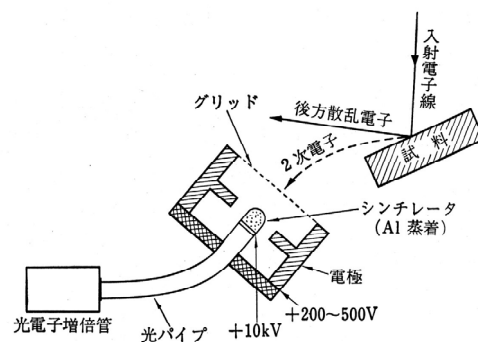 入射電子線
グリッド
後方散乱電子
2次電子
試料
シンチレータ
(Al 蒸着)
電極
+200~500V
+10kV
光パイプ
光電子増倍管